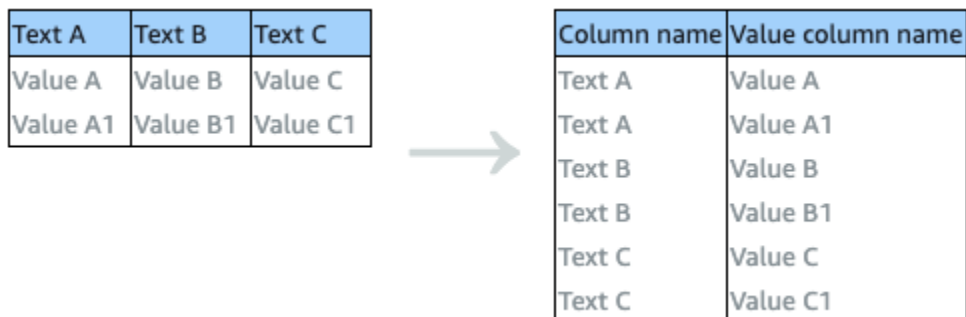 Text A Text B Text C
Value A Value B Value C
Value A1 Value B1 Value C1
Column name Value column name
Text A Value A
Text A Value A1
Text B Value B
Text B Value B1
Text C Value C
Text C Value C1